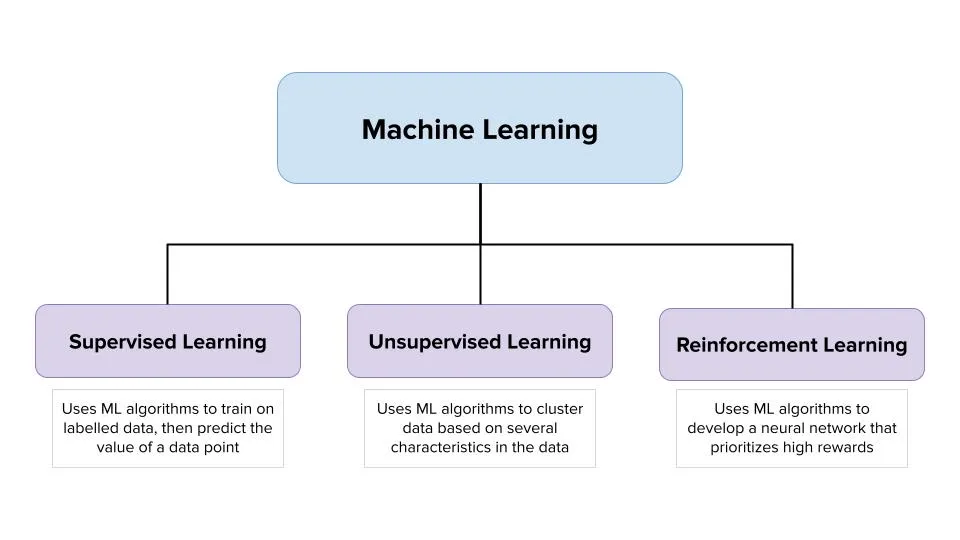 Machine Learning
Supervised Learning
Unsupervised Learning
Reinforcement Learning
Uses ML algorithms to train on
labelled data, then predict the
value of a data point
Uses ML algorithms to cluster
data based on several
characteristics in the data
Uses ML algorithms to
develop a neural network that
prioritizes high rewards